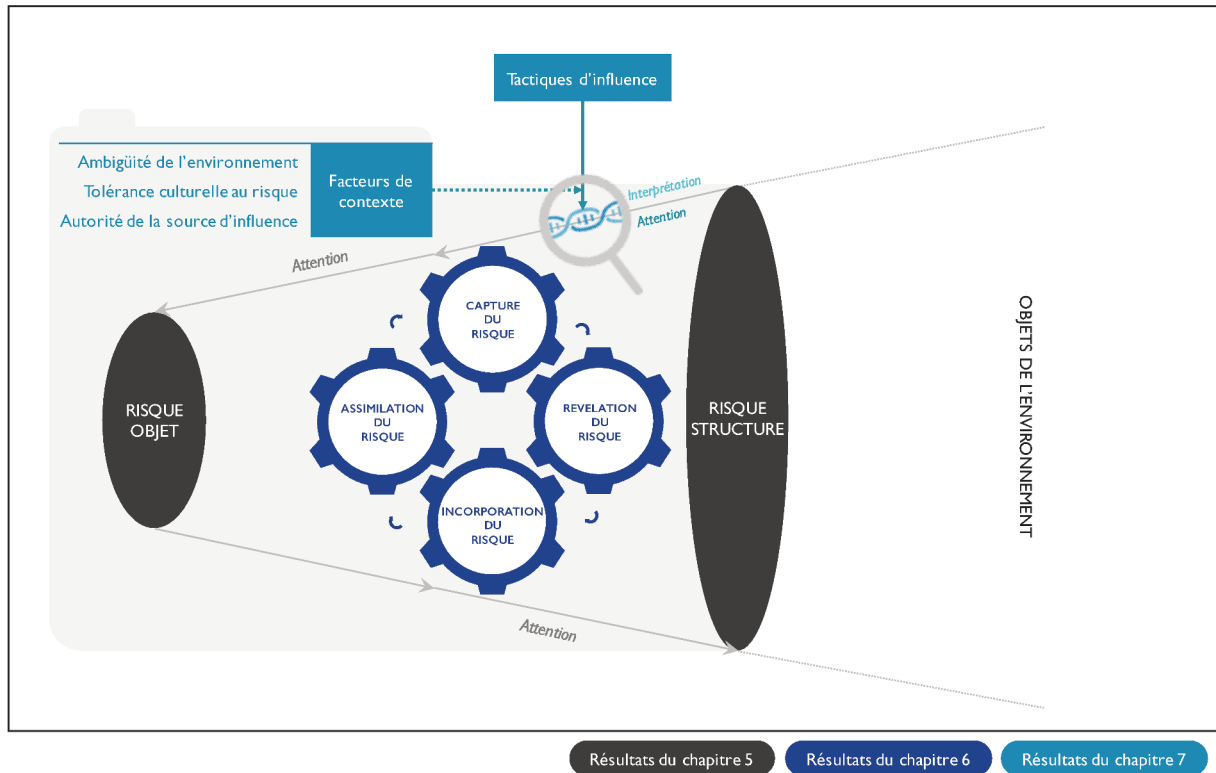 Tactiques d'influence
Ambigüité de l'environnement
Tolérance culturelle au risque
Autorité de la source d'influence
Facteurs de
contexte
Interprétation
Attention
Attention
CAPTURE
DU
RISQUE
ASSIMILATION
DU
RISQUE
REVELATION
DU
RISQUE
INCORPORATION
DU
RISQUE
RISQUE
OBJET
RISQUE
STRUCTURE
OBJETS DE L'ENVIRONNEMENT
Attention
Résultats du chapitre 5
Résultats du chapitre 6
Résultats du chapitre 7